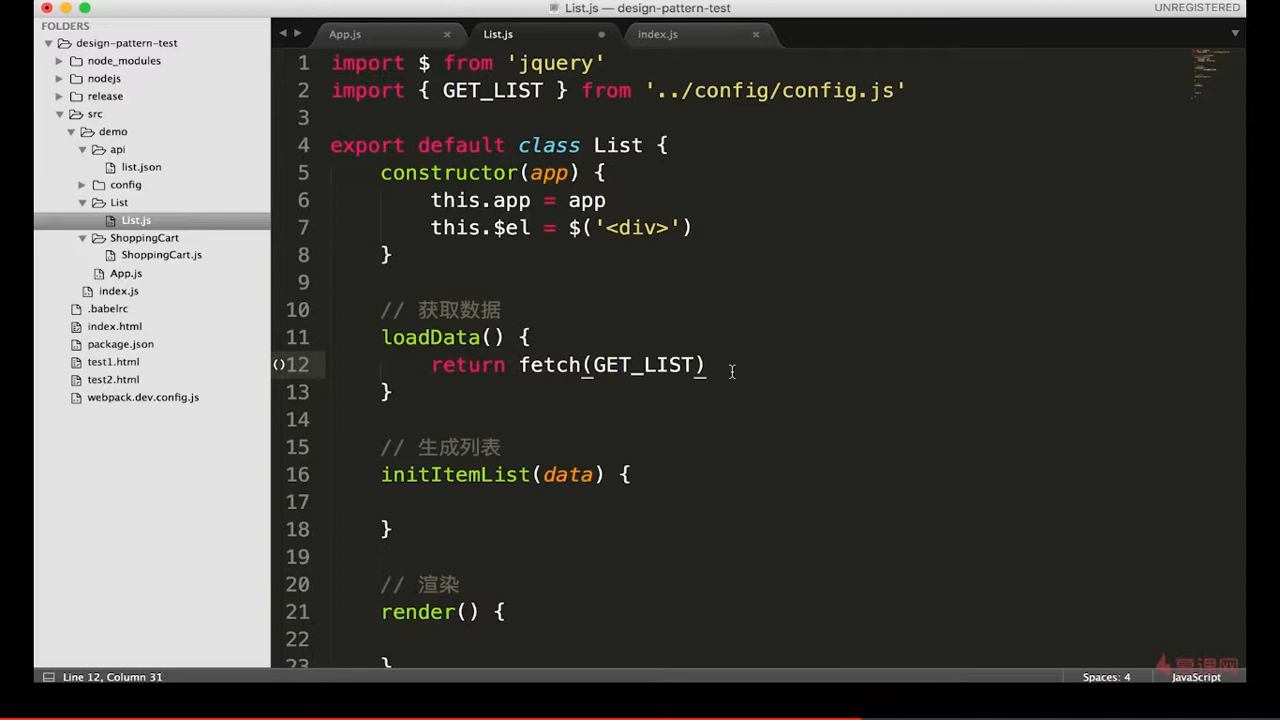 List.js — design-pattern-test
UNREGISTERED
FOLDERS
design-pattern-test
node_modules
nodejs
release
src
demo
api
list.json
config
List
List.js
ShoppingCart
ShoppingCart.js
App.js
index.js
.babelrc
index.html
package.json
test1.html
test2.html
webpack.dev.config.js
App.js
List.js
index.js
1 import $ from 'jquery'
2 import { GET_LIST } from '../config/config.js'
3
4 export default class List {
5 constructor(app) {
6 this.app = app
7 this.$el = $('<div>')
8 }
9
10 // 获取数据
11 loadData() {
12 return fetch(GET_LIST)
13 }
14
15 // 生成列表
16 initItemList(data) {
17
18 }
19
20 // 渲染
21 render() {
22
23 }
慕课网
Line 12, Column 31
Spaces: 4
JavaScript